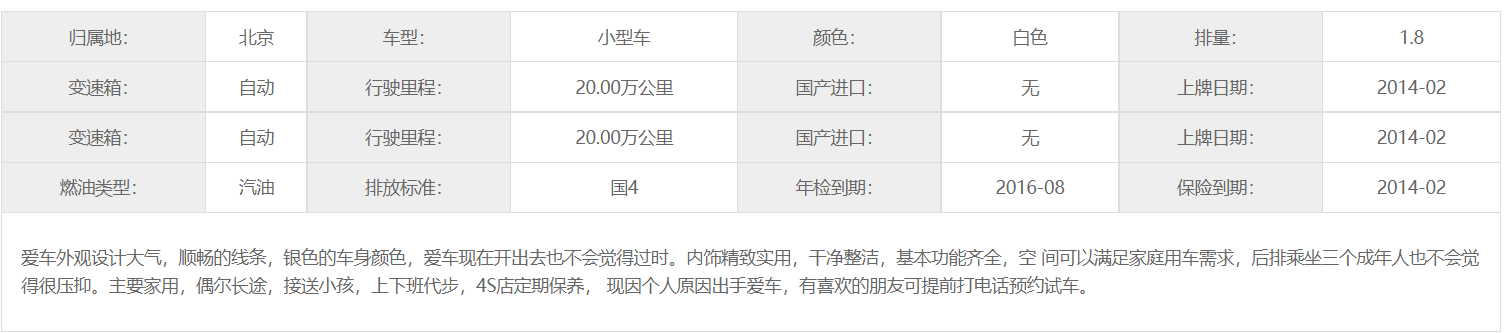 归属地： 北京 车型： 小型车 颜色： 白色 排量： 1.8
变速箱： 自动 行驶里程： 20.00万公里 国产进口： 无 上牌日期： 2014-02
变速箱： 自动 行驶里程： 20.00万公里 国产进口： 无 上牌日期： 2014-02
燃油类型： 汽油 排放标准： 国4 年检到期： 2016-08 保险到期： 2014-02
爱车外观设计大气，顺畅的线条，银色的车身颜色，爱车现在开出去也不会觉得过时。内饰精致实用，干净整洁，基本功能齐全，空 间可以满足家庭用车需求，后排乘坐三个成年人也不会觉
得很压抑。主要家用，偶尔长途，接送小孩，上下班代步，4S店定期保养， 现因个人原因出手爱车，有喜欢的朋友可提前打电话预约试车。